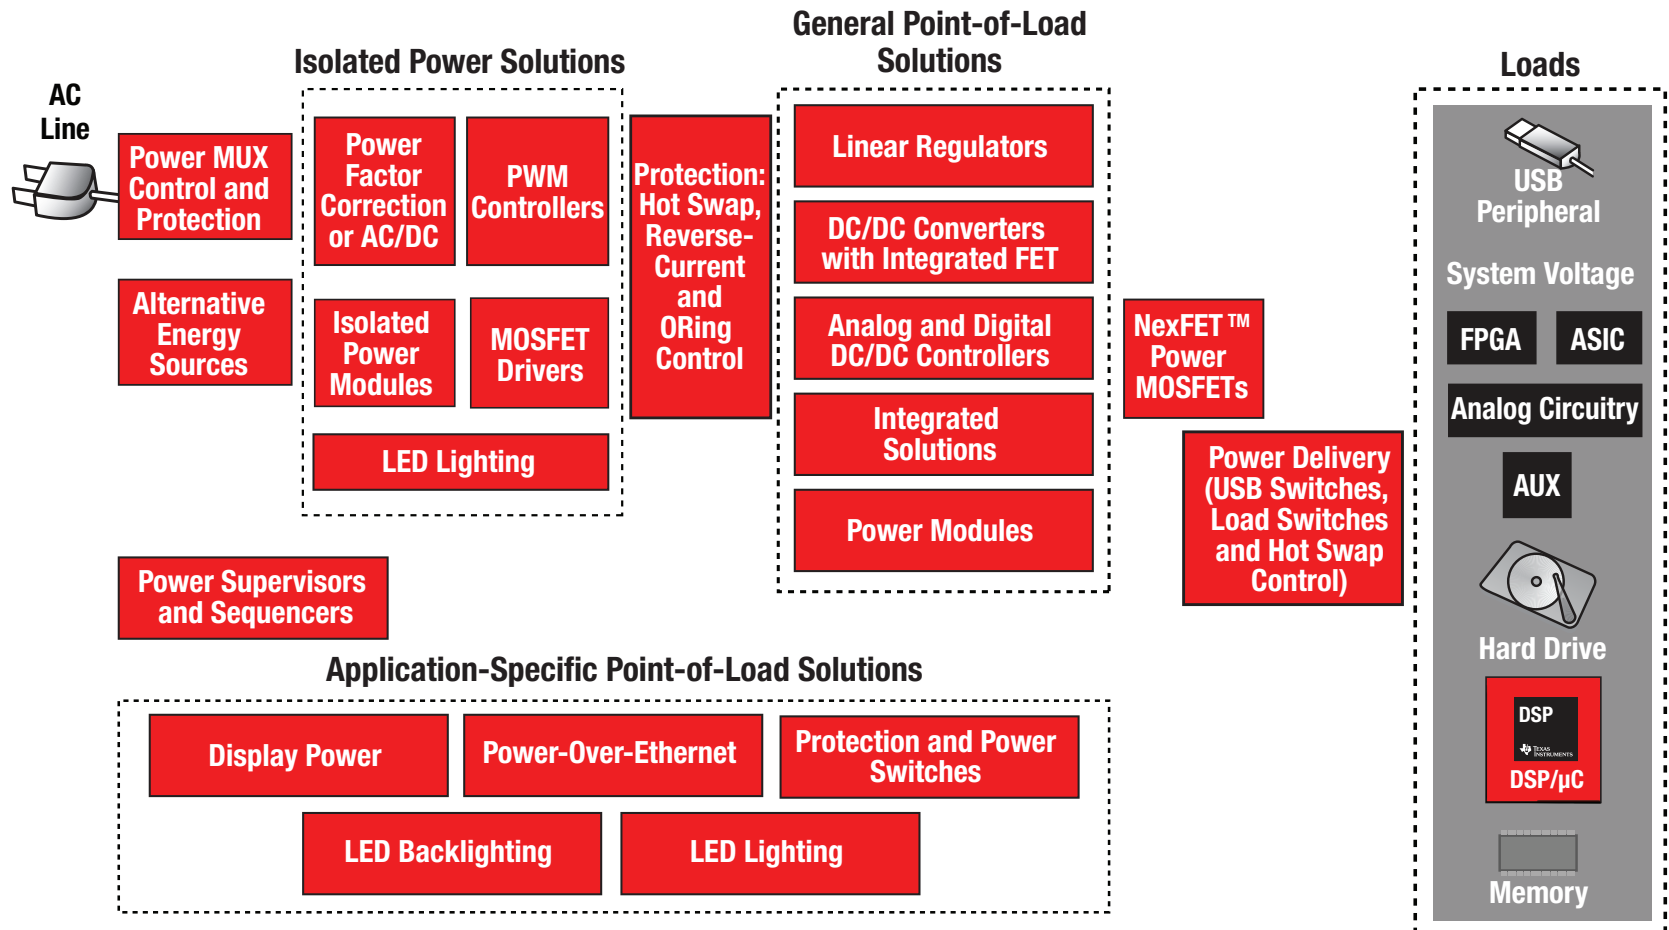 AC
Line
Isolated Power Solutions
General Point-of-Load
Solutions
Loads
Power MUX
Control and
Protection
Alternative
Energy
Sources
Power
Factor
Correction
or AC/DC
PWM
Controllers
Isolated
Power
Modules
MOSFET
Drivers
LED Lighting
Protection:
Hot Swap,
Reverse-
Current
and
ORing
Control
Linear Regulators
DC/DC Converters
with Integrated FET
Analog and Digital
DC/DC Controllers
Integrated
Solutions
Power Modules
NexFET™
Power
MOSFETs
Power Delivery
(USB Switches,
Load Switches
and Hot Swap
Control)
USB
Peripheral
System Voltage
FPGA
ASIC
Analog Circuitry
AUX
Hard Drive
DSP
TEXAS
INSTRUMENTS
DSP/µC
Memory
Power Supervisors
and Sequencers
Application-Specific Point-of-Load Solutions
Display Power
Power-Over-Ethernet
Protection and Power
Switches
LED Backlighting
LED Lighting